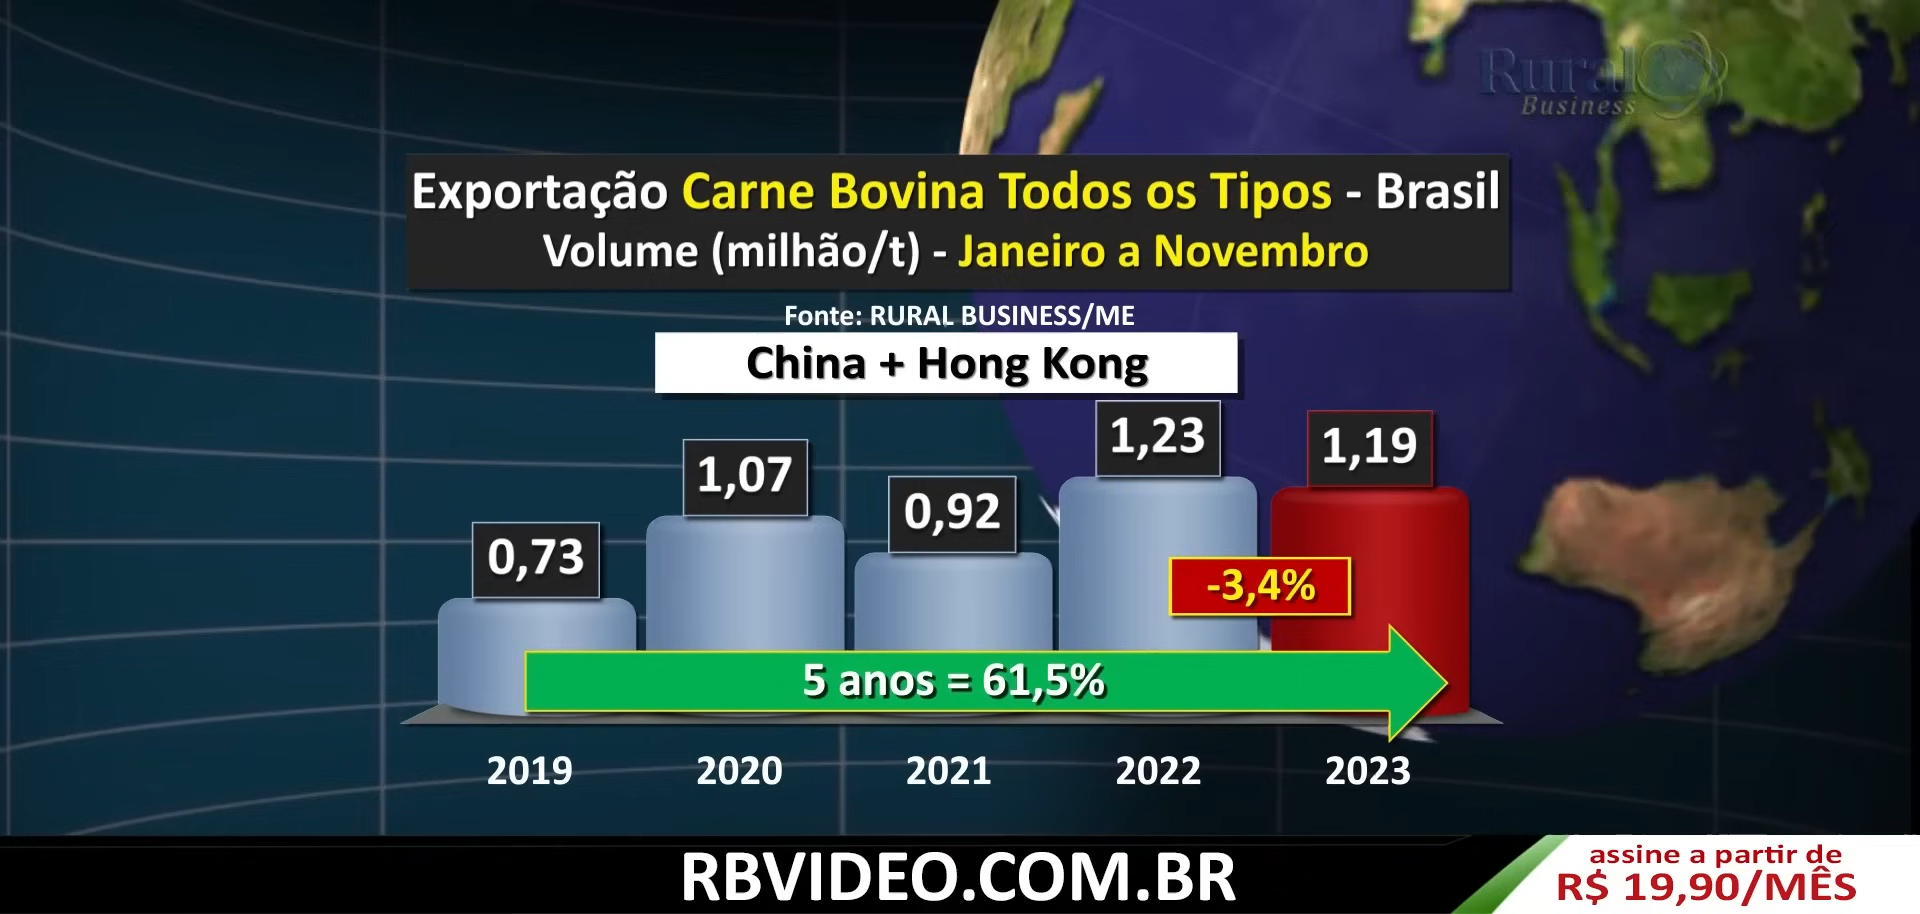 Rural
Business
Exportação Carne Bovina Todos os Tipos - Brasil
Volume (milhão/t) - Janeiro a Novembro
Fonte: RURAL BUSINESS/ME
China + Hong Kong
0,73
1,07
0,92
1,23
1,19
-3,4%
5 anos = 61,5%
2019
2020
2021
2022
2023
RBVIDEO.COM.BR
assine a partir de
R$ 19,90/MÊS